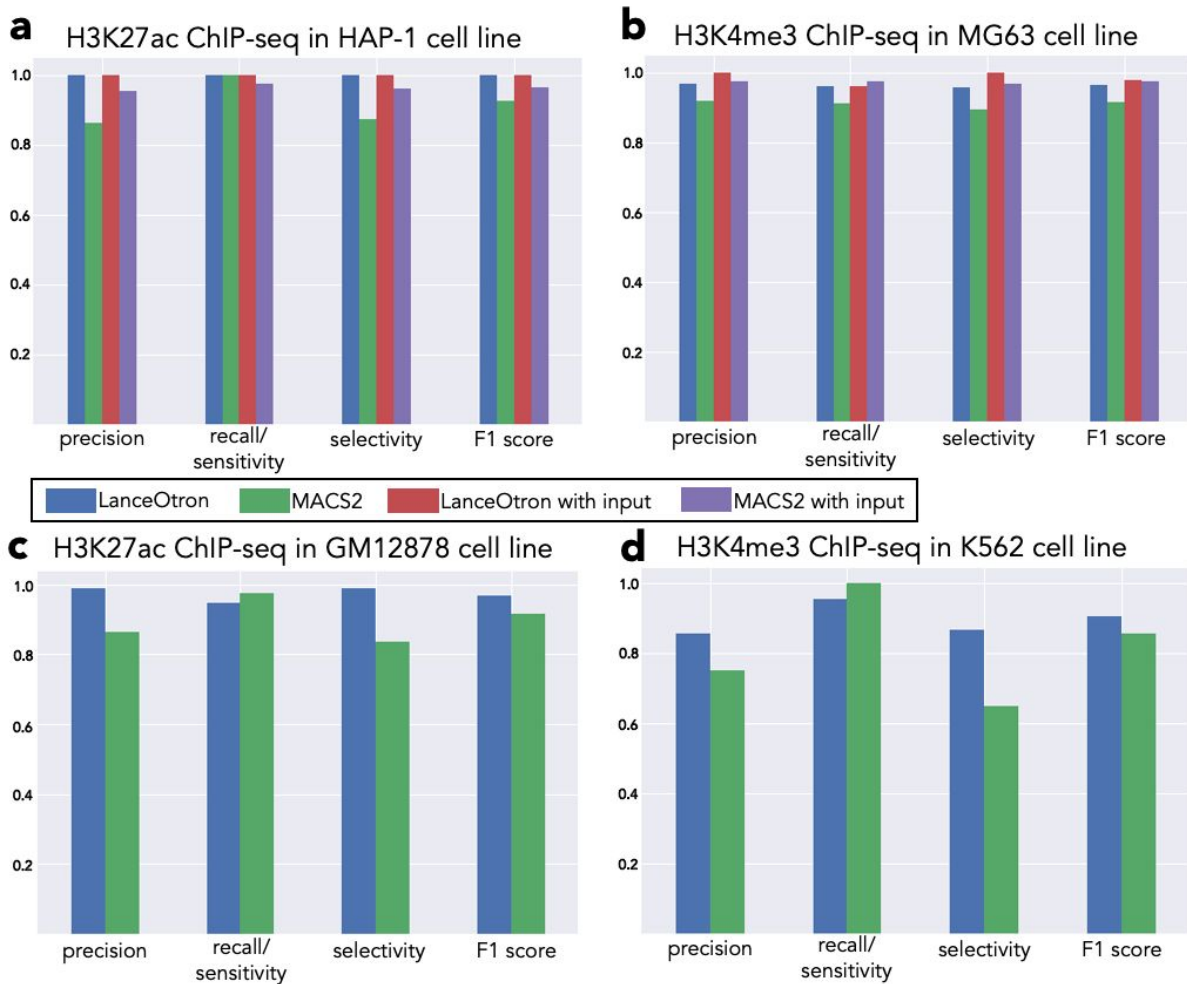 a H3K27ac ChIP-seq in HAP-1 cell line
1.0
0.8
0.6
0.4
0.2
precision
recall/
sensitivity
selectivity
F1 score
b H3K4me3 ChIP-seq in MG63 cell line
1.0
0.8
0.6
0.4
0.2
precision
recall/
sensitivity
selectivity
F1 score
LanceOtron MACS2 LanceOtron with input MACS2 with input
c H3K27ac ChIP-seq in GM12878 cell line
1.0
0.8
0.6
0.4
0.2
precision
recall/
sensitivity
selectivity
F1 score
d H3K4me3 ChIP-seq in K562 cell line
1.0
0.8
0.6
0.4
0.2
precision
recall/
sensitivity
selectivity
F1 score